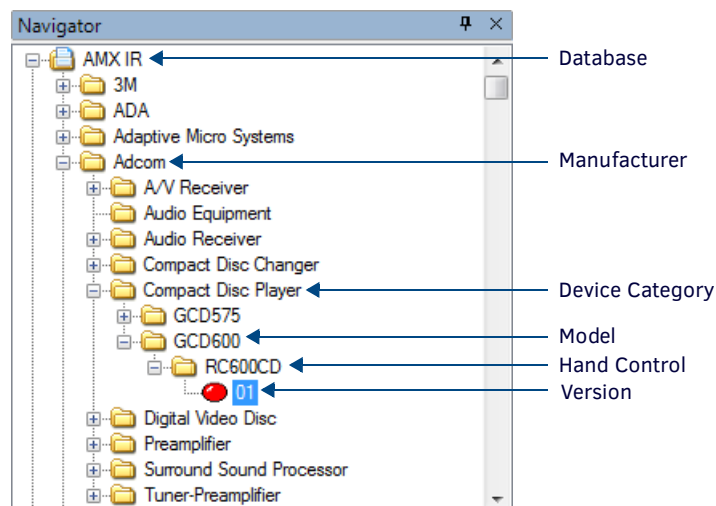 Navigator
AMX IR Database
3M
ADA
Adaptive Micro Systems
Adcom Manufacturer
A/V Receiver
Audio Equipment
Audio Receiver
Compact Disc Changer
Compact Disc Player Device Category
GCD575
GCD600 Model
RC600CD Hand Control
01 Version
Digital Video Disc
Preamplifier
Surround Sound Processor
Tuner-Preamplifier